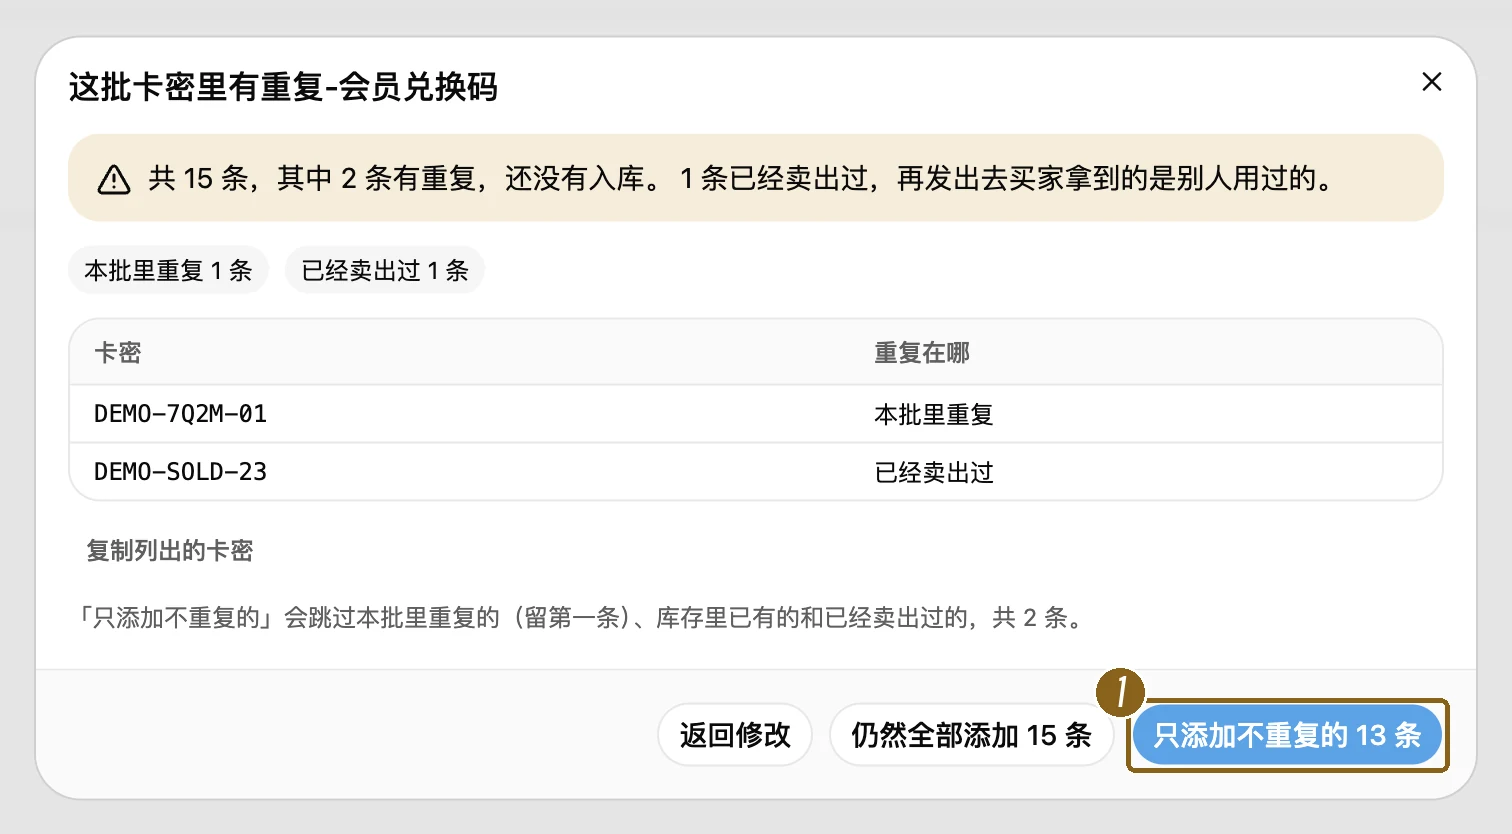 这批卡密里有重复-会员兑换码
共 15 条，其中 2 条有重复，还没有入库。 1 条已经卖出过，再发出去买家拿到的是别人用过的。
本批里重复 1 条 已经卖出过 1 条
卡密 重复在哪
DEMO-7Q2M-01 本批里重复
DEMO-SOLD-23 已经卖出过
复制列出的卡密
「只添加不重复的」会跳过本批里重复的（留第一条）、库存里已有的和已经卖出过的，共 2 条。
1
返回修改 仍然全部添加 15 条 只添加不重复的 13 条